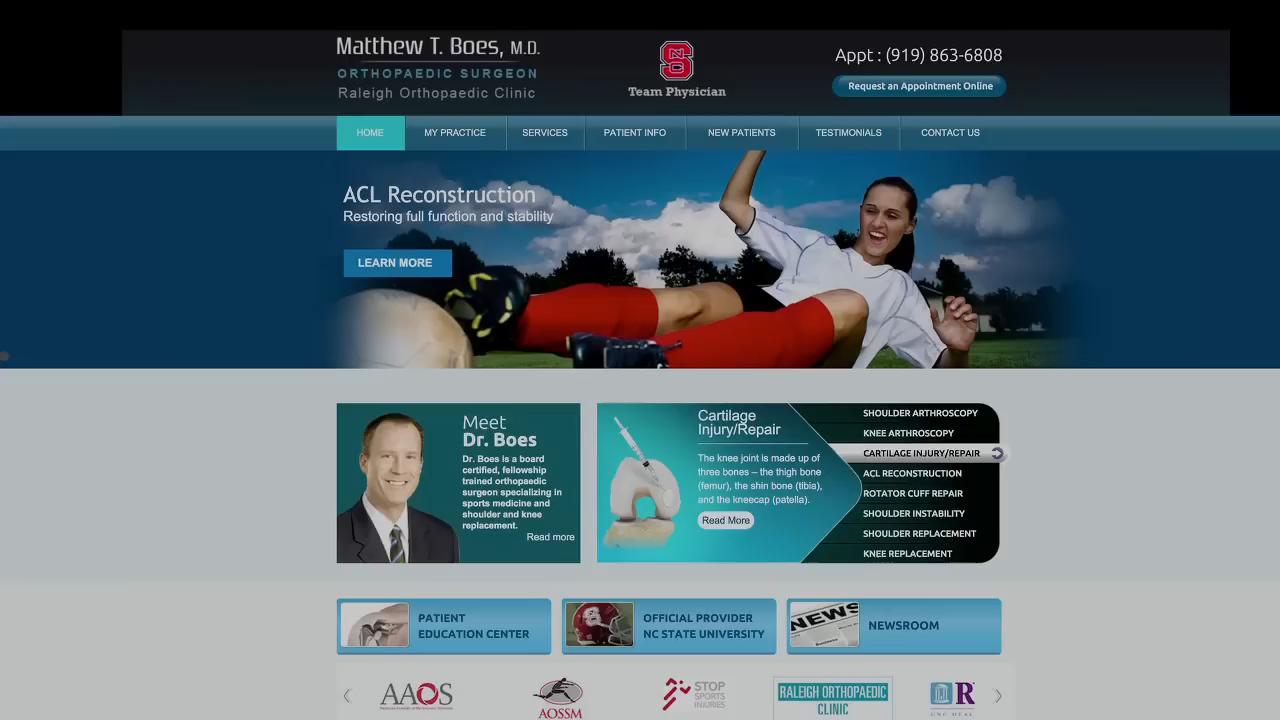 Matthew T. Boes, M.D.
ORTHOPAEDIC SURGEON
Raleigh Orthopaedic Clinic
NC
S
Team Physician
Appt : (919) 863-6808
Request an Appointment Online
HOME
MY PRACTICE
SERVICES
PATIENT INFO
NEW PATIENTS
TESTIMONIALS
CONTACT US
ACL Reconstruction
Restoring full function and stability
LEARN MORE
Meet
Dr. Boes
Dr. Boes is a board
certified, fellowship
trained orthopaedic
surgeon specializing in
sports medicine and
shoulder and knee
replacement.
Read more
Cartilage
Injury/Repair
The knee joint is made up of
three bones – the thigh bone
(femur), the shin bone (tibia),
and the kneecap (patella).
Read More
SHOULDER ARTHROSCOPY
KNEE ARTHROSCOPY
CARTILAGE INJURY/REPAIR
ACL RECONSTRUCTION
ROTATOR CUFF REPAIR
SHOULDER INSTABILITY
SHOULDER REPLACEMENT
KNEE REPLACEMENT
PATIENT
EDUCATION CENTER
OFFICIAL PROVIDER
NC STATE UNIVERSITY
NEWS
NEWSROOM
AAOS
AOSSM
STOP
SPORTS
INJURIES
RALEIGH ORTHOPAEDIC
CLINIC
R